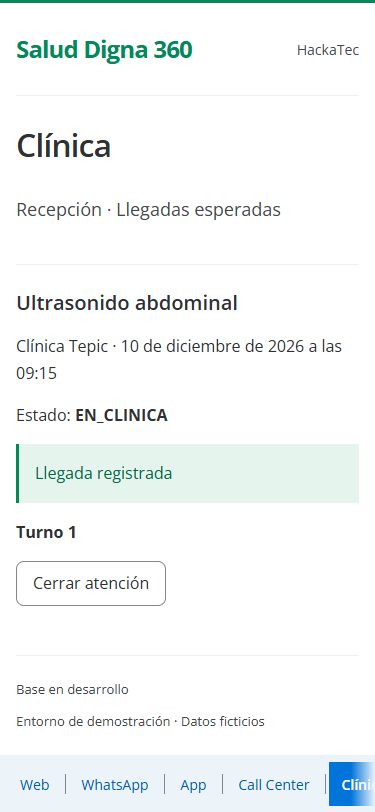 Salud Digna 360
HackaTec
Clínica
Recepción · Llegadas esperadas
Ultrasonido abdominal
Clínica Tepic · 10 de diciembre de 2026 a las
09:15
Estado: EN_CLINICA
Llegada registrada
Turno 1
Cerrar atención
Base en desarrollo
Entorno de demostración · Datos ficticios
Web
WhatsApp
App
Call Center
Clíni